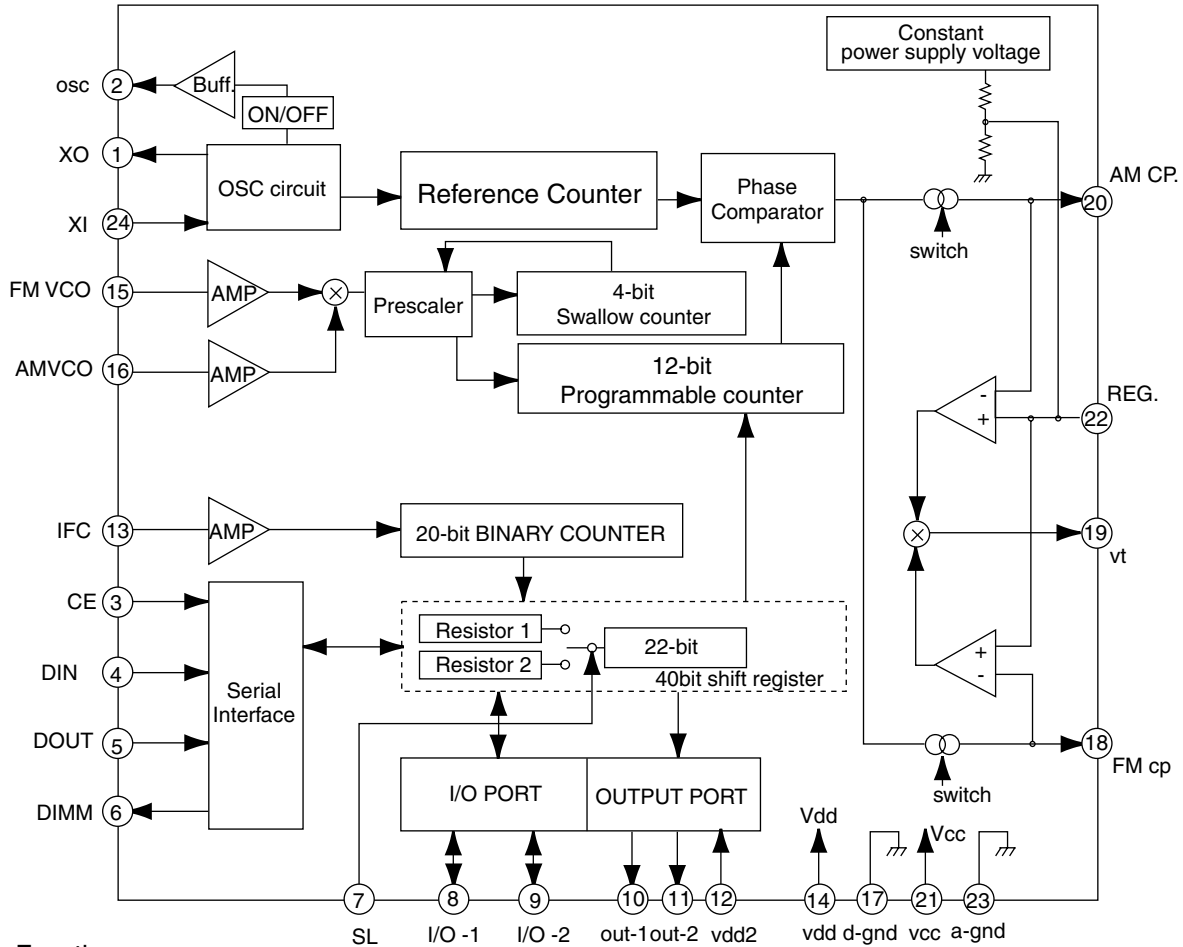 Constant
power supply voltage
osc
2
Buff.
ON/OFF
XO
1
OSC circuit
Reference Counter
Phase
Comparator
AM CP.
20
XI
24
switch
FM VCO
15
AMP
×
Prescaler
4-bit
Swallow counter
AMVCO
16
AMP
12-bit
Programmable counter
-
+
REG.
22
IFC
13
AMP
20-bit BINARY COUNTER
×
19
vt
CE
3
Resistor 1
Resistor 2
22-bit
40bit shift register
DIN
4
Serial
Interface
+
-
DOUT
5
18
FM cp
switch
DIMM
6
I/O PORT
OUTPUT PORT
Vdd
Vcc
7
8
9
10
11
12
14
17
21
23
SL
I/O -1
I/O -2
out-1
out-2
vdd2
vdd
d-gnd
vcc
a-gnd